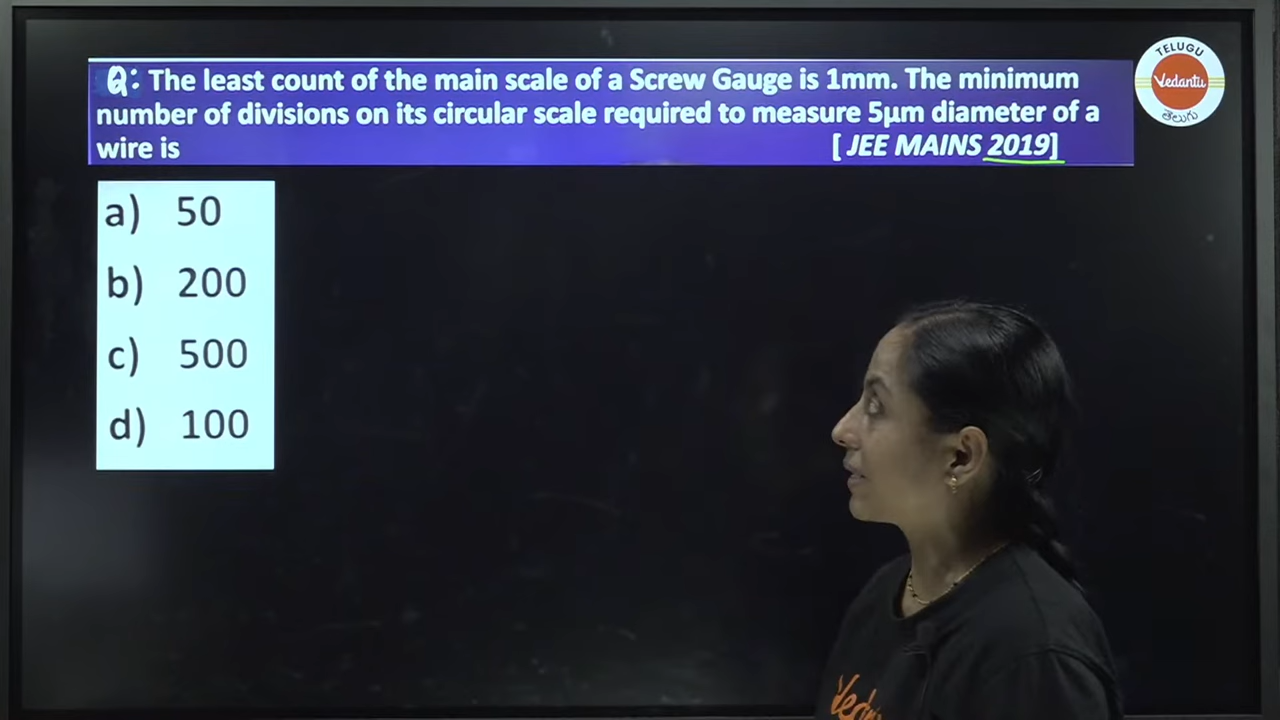 Q: The least count of the main scale of a Screw Gauge is 1mm. The minimum
number of divisions on its circular scale required to measure 5µm diameter of a
wire is [ JEE MAINS 2019]
TELUGU
Vedantu
తెలుగు
a) 50
b) 200
c) 500
d) 100